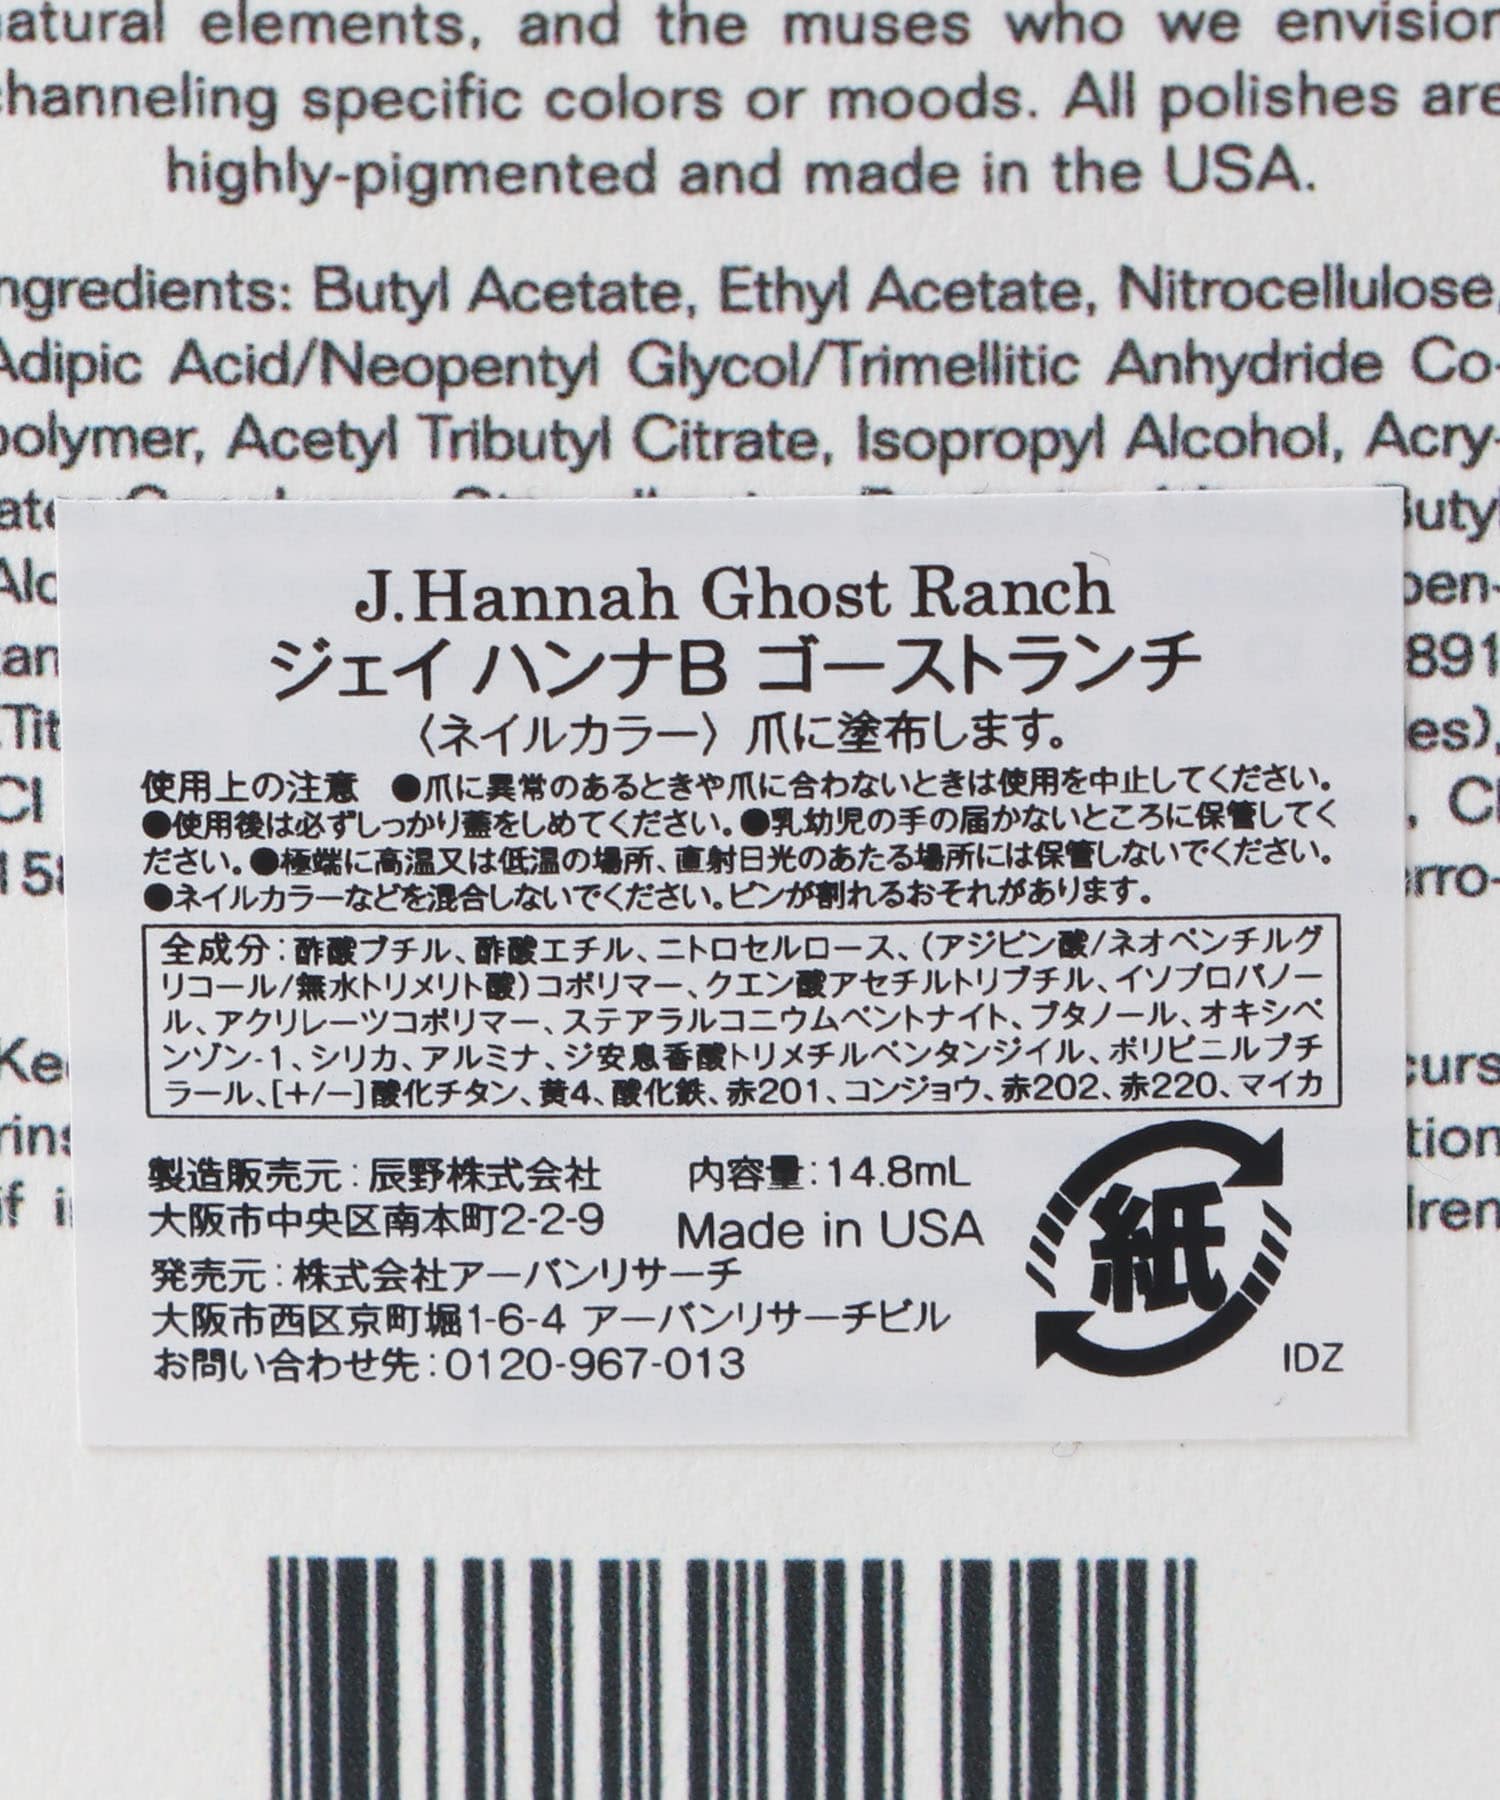 natural elements, and the muses who we envision
channeling specific colors or moods. All polishes are
highly-pigmented and made in the USA.
Ingredients: Butyl Acetate, Ethyl Acetate, Nitrocellulose,
Adipic Acid/Neopentyl Glycol/Trimellitic Anhydride Co-
polymer, Acetyl Tributyl Citrate, Isopropyl Alcohol, Acry-
J.Hannah Ghost Ranch
ジェイ ハンナB ゴーストランチ
〈ネイルカラー〉爪に塗布します。
使用上の注意 ●爪に異常のあるときや爪に合わないときは使用を中止してください。
●使用後は必ずしっかり蓋をしめてください。●乳幼児の手の届かないところに保管してく
ださい。●極端に高温又は低温の場所、直射日光のあたる場所には保管しないでください。
●ネイルカラーなどを混合しないでください。ビンが割れるおそれがあります。
全成分：酢酸ブチル、酢酸エチル、ニトロセルロース、（アジピン酸/ネオペンチルグ
リコール/無水トリメリト酸）コポリマー、クエン酸アセチルトリブチル、イソプロパノー
ル、アクリレーツコポリマー、ステアラルコニウムベントナイト、ブタノール、オキシベ
ンゾン-1、シリカ、アルミナ、ジ安息香酸トリメチルペンタンジイル、ポリビニルブチ
ラール、[+/−]酸化チタン、黄4、酸化鉄、赤201、コンジョウ、赤202、赤220、マイカ
製造販売元：辰野株式会社 内容量：14.8mL
大阪市中央区南本町2-2-9 Made in USA
発売元：株式会社アーバンリサーチ
大阪市西区京町堀1-6-4 アーバンリサーチビル
お問い合わせ先：0120-967-013
紙
IDZ